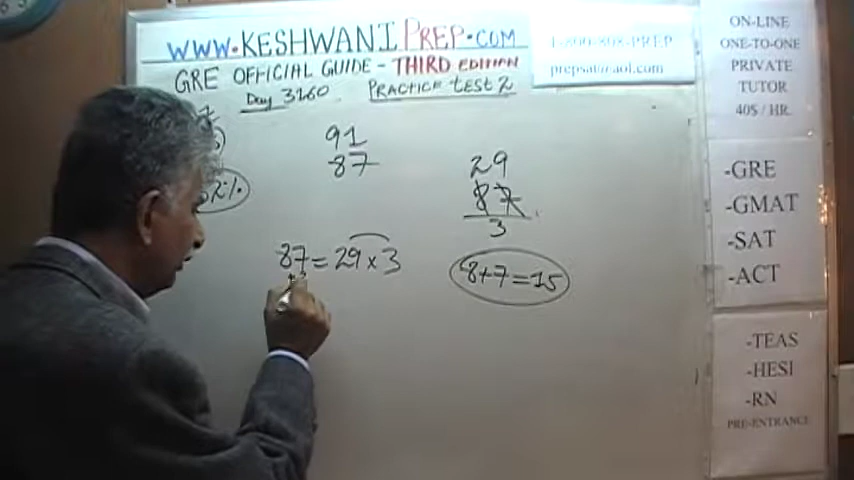 WWW.KESHWANIPREP.COM
GRE OFFICIAL GUIDE - THIRD EDITION
Day 3160 PRACTICE TEST 2
prepsat@aol.com
91
87
29
87
3
87 = 29 x 3
8+7=15
2%
ON-LINE
ONE-TO-ONE
PRIVATE
TUTOR
40$ / HR.
-GRE
-GMAT
-SAT
-ACT
-TEAS
-HESI
-RN
PRE-ENTRANCE